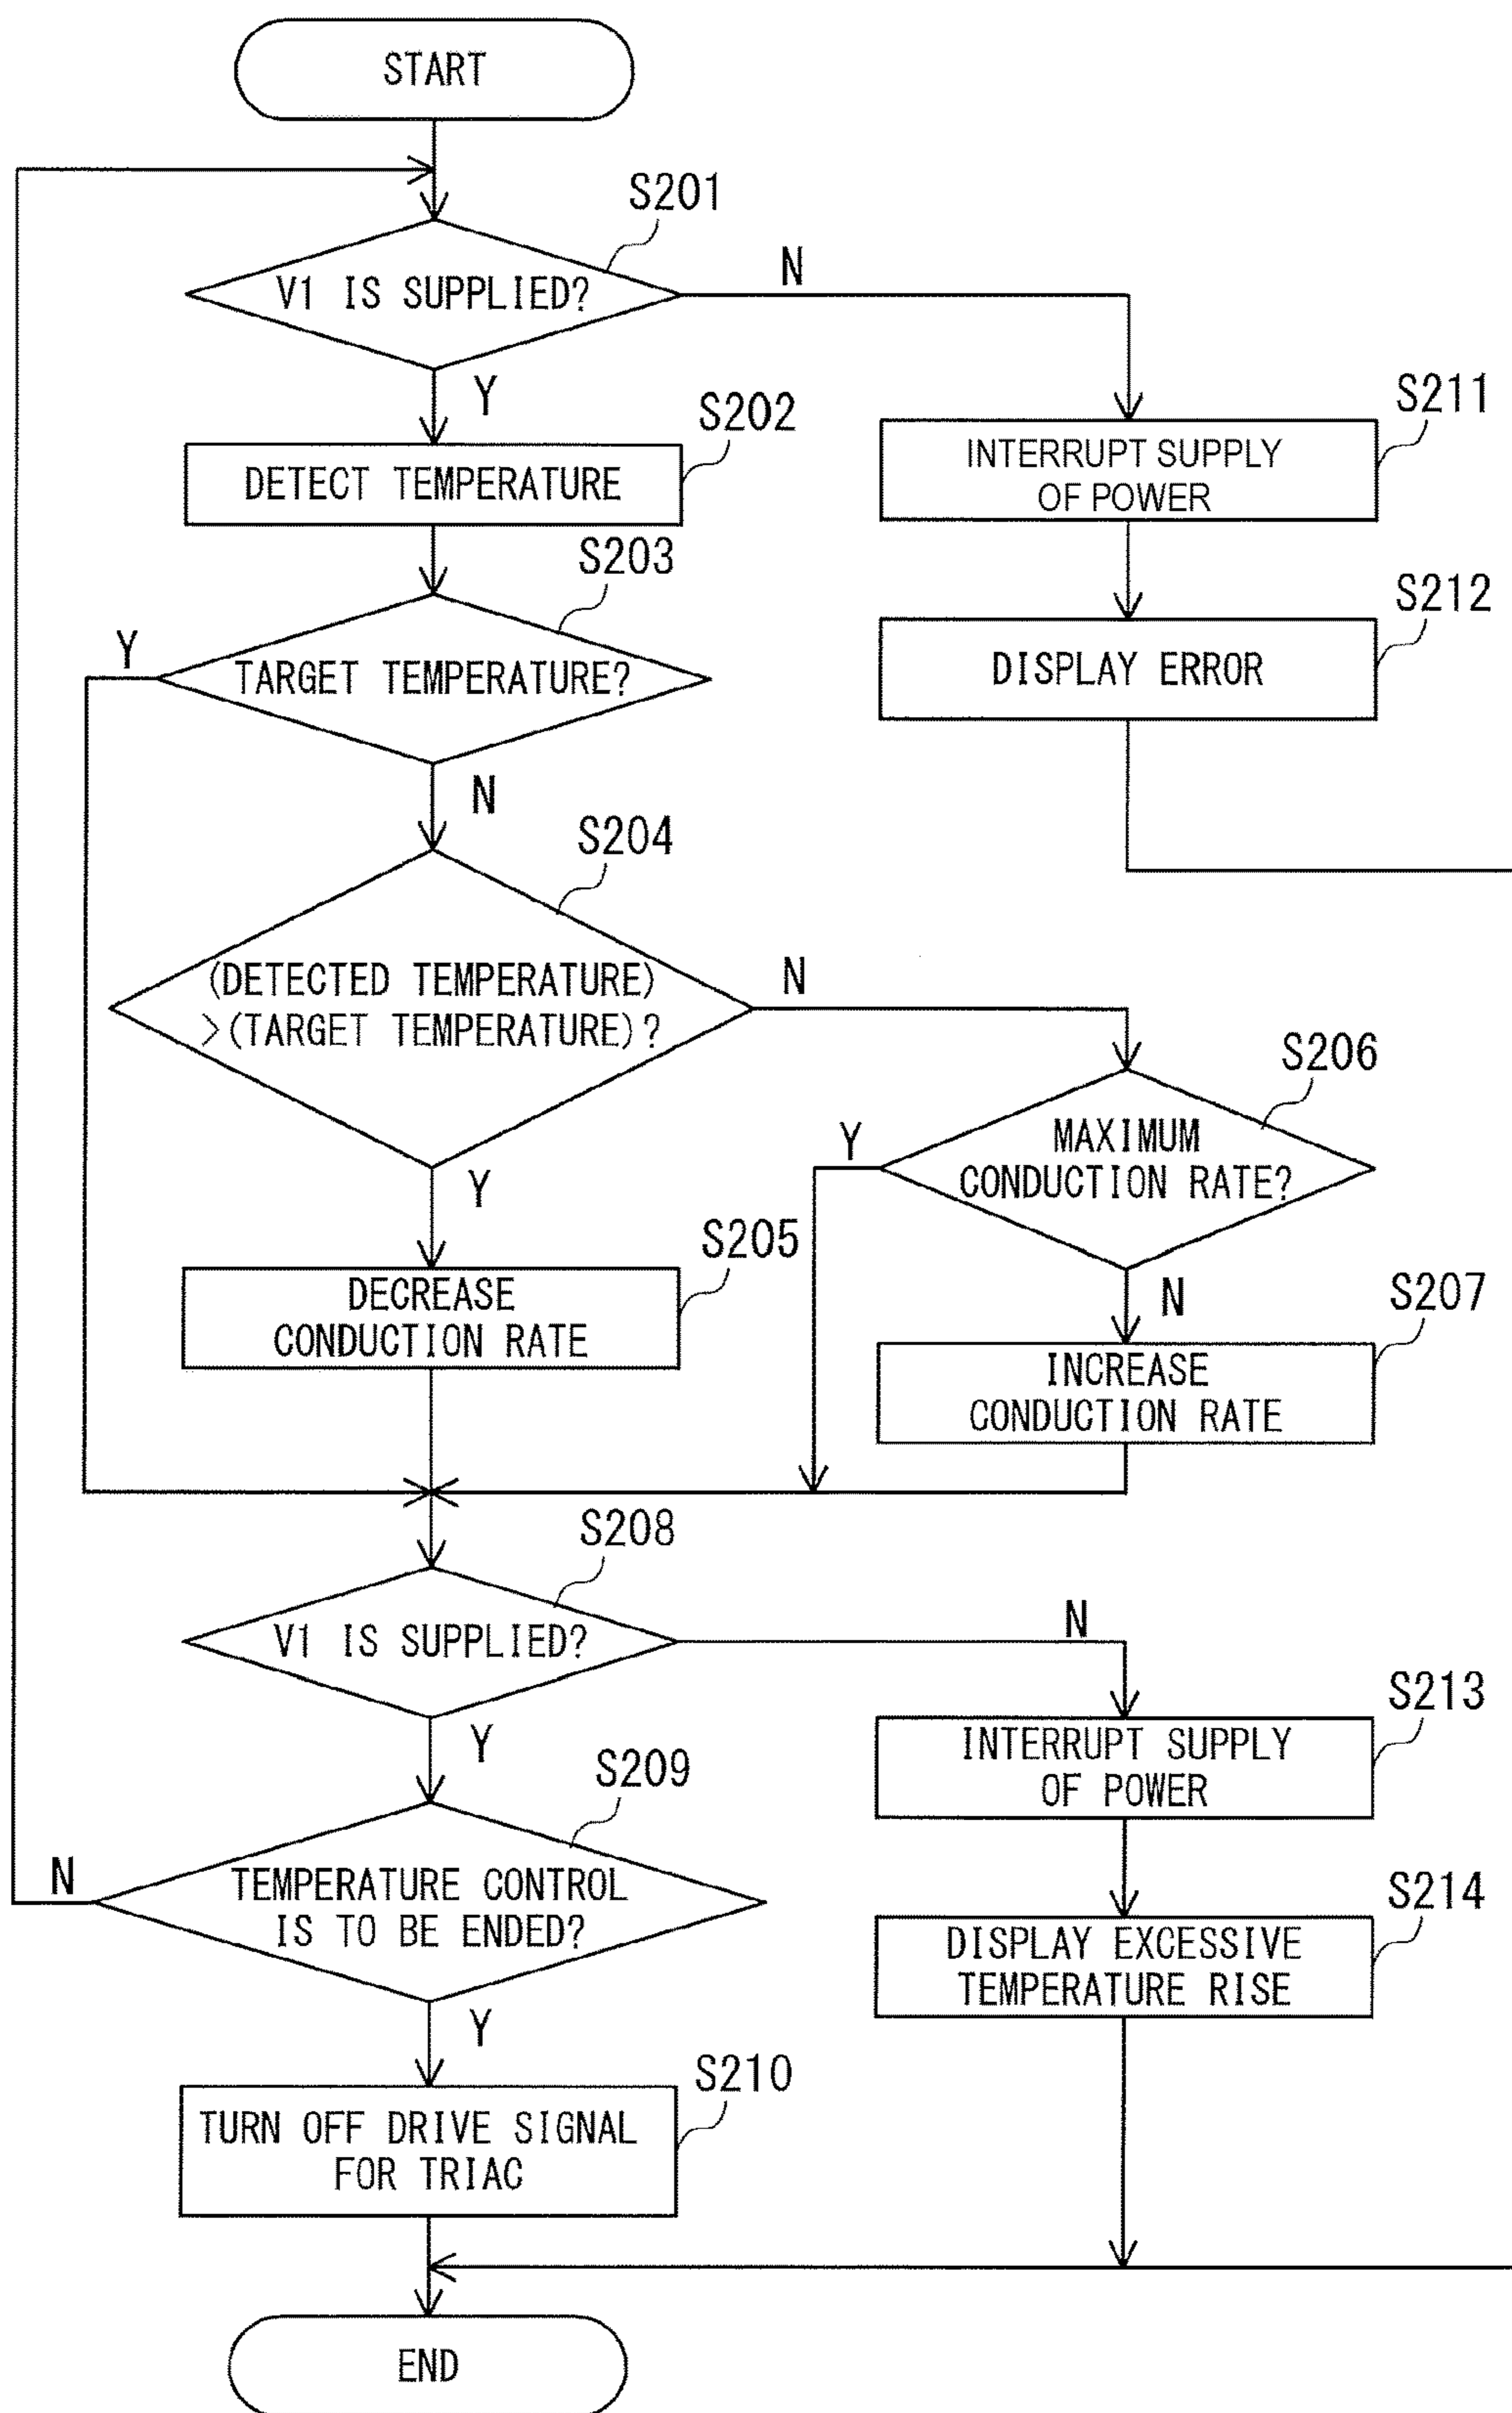 START
S201
V1 IS SUPPLIED?
N
Y
S202
DETECT TEMPERATURE
S211
INTERRUPT SUPPLY
OF POWER
S203
Y
TARGET TEMPERATURE?
N
S212
DISPLAY ERROR
S204
(DETECTED TEMPERATURE)
>(TARGET TEMPERATURE)?
N
Y
S206
Y
MAXIMUM
CONDUCTION RATE?
N
S205
DECREASE
CONDUCTION RATE
S207
INCREASE
CONDUCTION RATE
S208
V1 IS SUPPLIED?
N
Y
S213
INTERRUPT SUPPLY
OF POWER
S209
N
TEMPERATURE CONTROL
IS TO BE ENDED?
Y
S214
DISPLAY EXCESSIVE
TEMPERATURE RISE
S210
TURN OFF DRIVE SIGNAL
FOR TRIAC
END